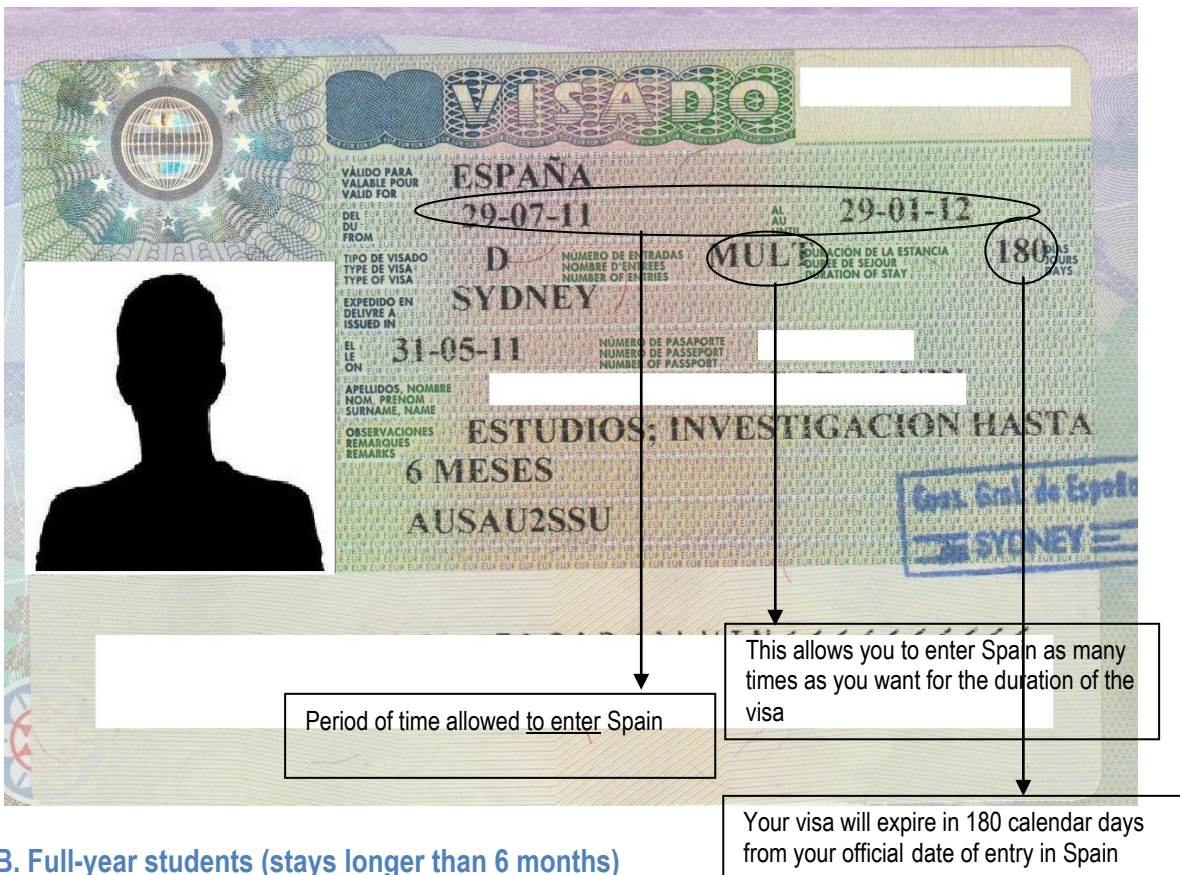 VISADO
VÁLIDO PARA
VALABLE POUR
VALID FOR
ESPAÑA
DEL
DU
FROM
29-07-11
AL
AU
29-01-12
TIPO DE VISADO
TYPE DE VISA
TYPE OF VISA
D
NÚMERO DE ENTRADAS
NOMBRE D'ENTREES
NUMBER OF ENTRIES
MULT
DURACIÓN DE LA ESTANCIA
DUREE DE SEJOUR
DURATION OF STAY
180
DIAS
JOURS
DAYS
EXPEDIDO EN
DELIVRE A
ISSUED IN
SYDNEY
EL
LE
ON
31-05-11
NÚMERO DE PASAPORTE
NUMERO DE PASSEPORT
NUMBER OF PASSPORT
APELLIDOS, NOMBRE
NOM, PRENOM
SURNAME, NAME
OBSERVACIONES
REMARQUES
REMARKS
ESTUDIOS; INVESTIGACION HASTA
6 MESES
AUSAU2SSU
Cons. Gral. de España
SYDNEY
Period of time allowed to enter Spain
This allows you to enter Spain as many
times as you want for the duration of the
visa
Your visa will expire in 180 calendar days
from your official date of entry in Spain
B. Full-year students (stays longer than 6 months)